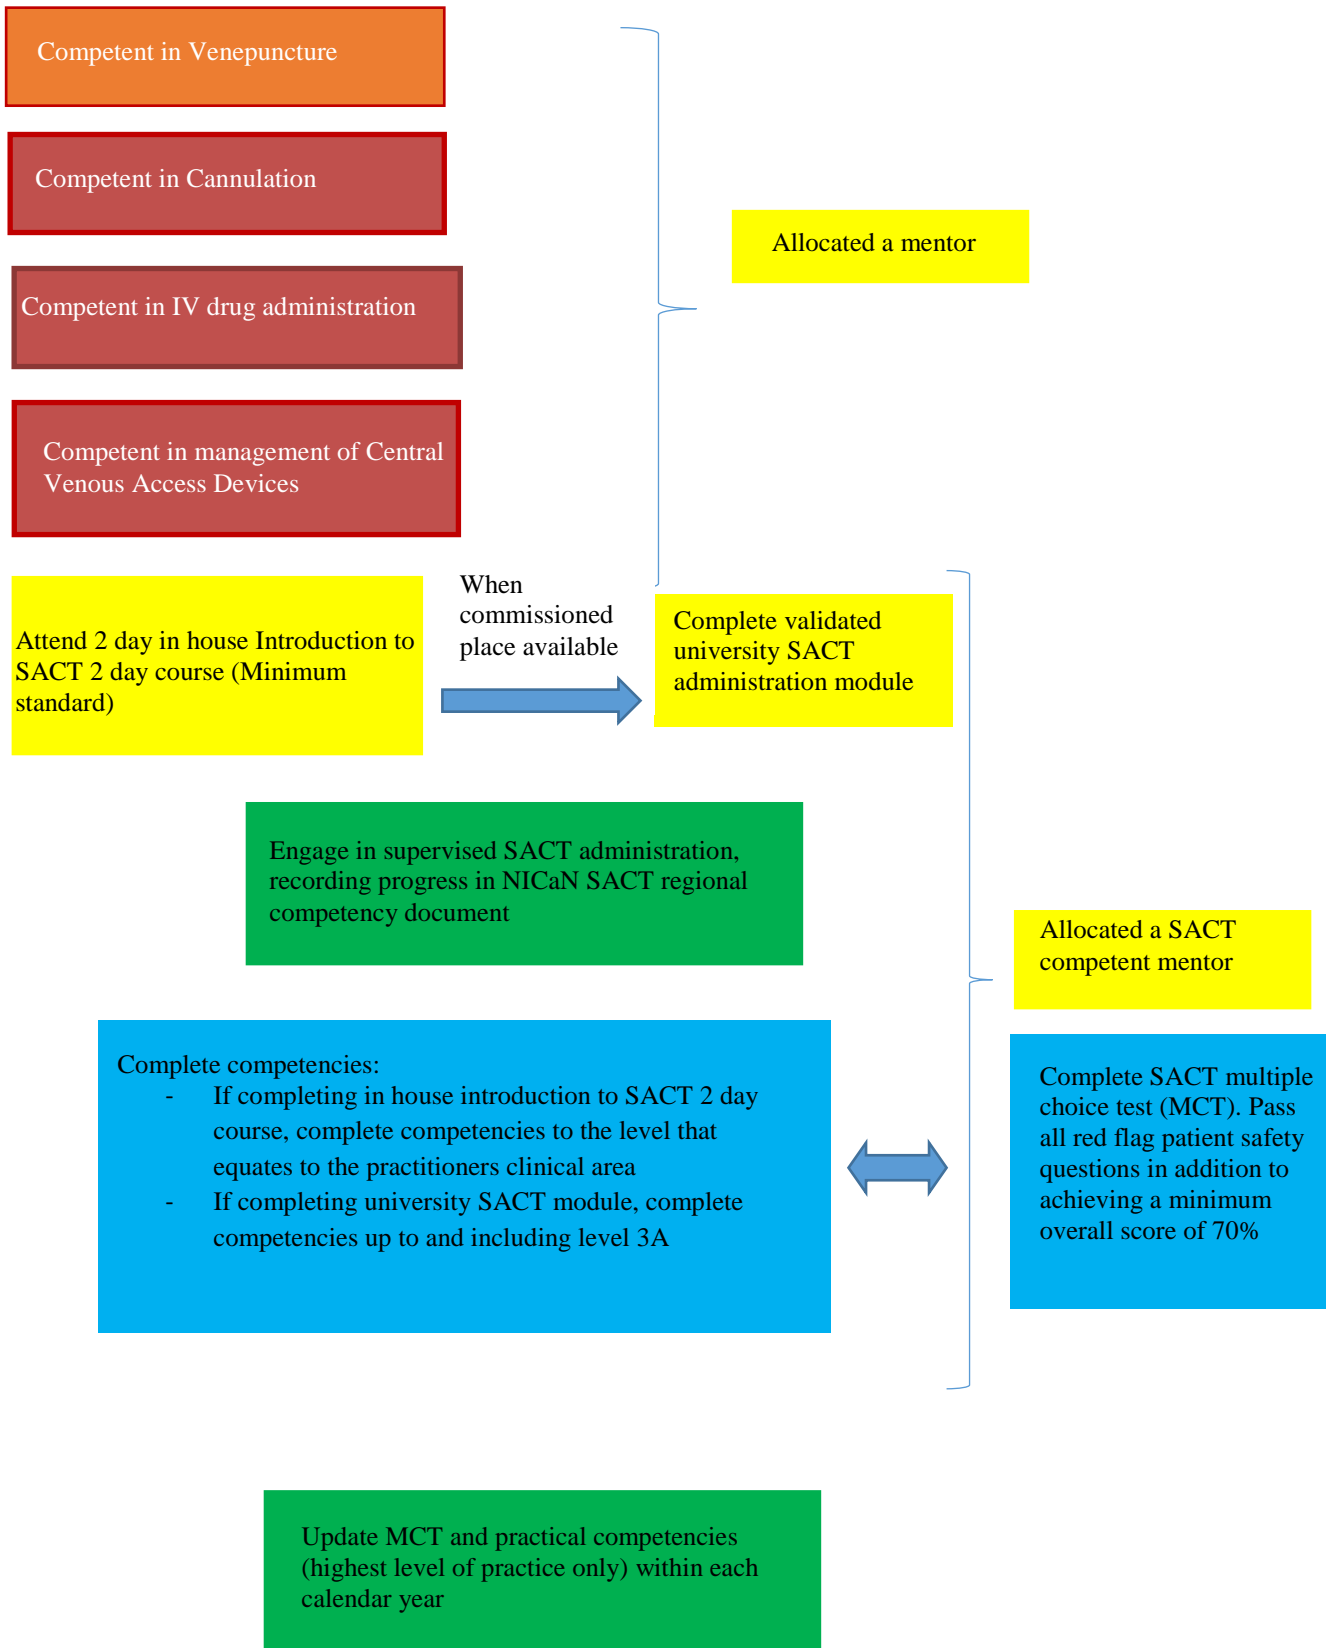 Competent in Venepuncture
Competent in Cannulation
Allocated a mentor
Competent in IV drug administration
Competent in management of Central
Venous Access Devices
Attend 2 day in house Introduction to
SACT 2 day course (Minimum
standard)
When
commissioned
place available
Complete validated
university SACT
administration module
Engage in supervised SACT administration,
recording progress in NICaN SACT regional
competency document
Allocated a SACT
competent mentor
Complete competencies:
- If completing in house introduction to SACT 2 day
course, complete competencies to the level that
equates to the practitioners clinical area
- If completing university SACT module, complete
competencies up to and including level 3A
Complete SACT multiple
choice test (MCT). Pass
all red flag patient safety
questions in addition to
achieving a minimum
overall score of 70%
Update MCT and practical competencies
(highest level of practice only) within each
calendar year